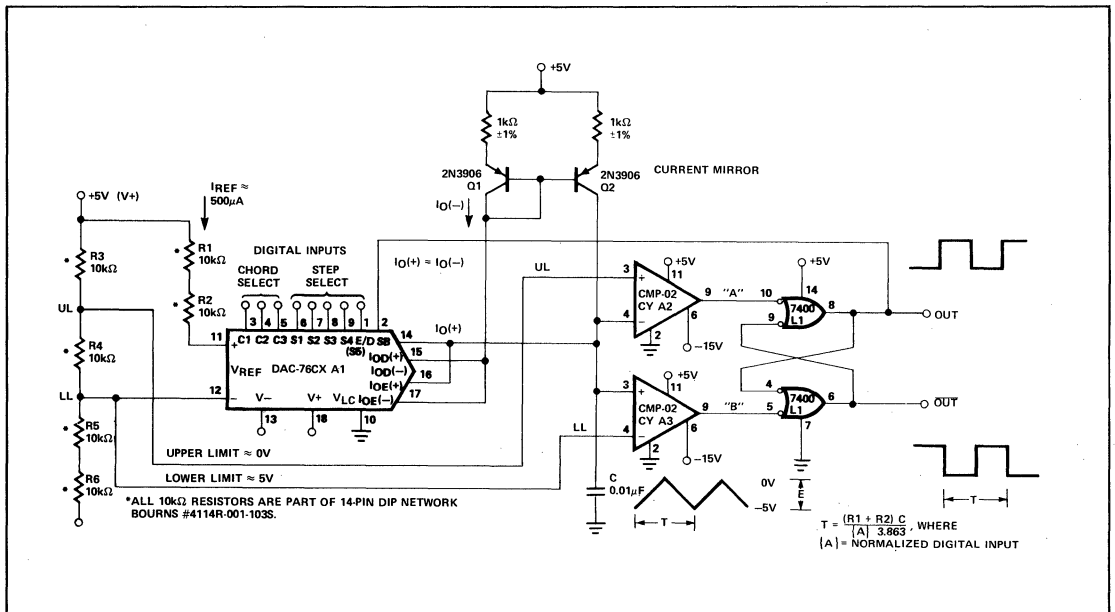 +5V
1kΩ
±1%
1kΩ
±1%
2N3906
Q1
2N3906
Q2
CURRENT MIRROR
IO(−)
+5V (V+)
IREF ≈
500μA
* R3
10kΩ
* R1
10kΩ
* R2
10kΩ
UL
* R4
10kΩ
LL
* R5
10kΩ
* R6
10kΩ
DIGITAL INPUTS
CHORD
SELECT
STEP
SELECT
IO(+) ≈ IO(−)
3 4 5 6 7 8 9 1 2
C1 C2 C3 S1 S2 S3 S4 E/D SB
(S5)
11
+
VREF
DAC-76CX A1
12
−
IOD(+)
IOD(−)
IOE(+)
IOE(−)
14
15
16
17
IO(+)
V−
V+
VLC
13
18
10
UPPER LIMIT ≈ 0V
LOWER LIMIT ≈ 5V
*ALL 10kΩ RESISTORS ARE PART OF 14-PIN DIP NETWORK
BOURNS #4114R-001-103S.
UL
3
+
4
−
+5V
11
CMP-02
CY A2
2
6
−15V
9
"A"
LL
3
+
4
−
+5V
11
CMP-02
CY A3
2
6
−15V
9
"B"
+5V
14
10
9
7400
L1
8
OUT
4
5
7400
L1
6
7
OUT
C
0.01μF
T
0V
E
−5V
T
T = (R1 + R2) C / {A} 3.863, WHERE
{A} = NORMALIZED DIGITAL INPUT